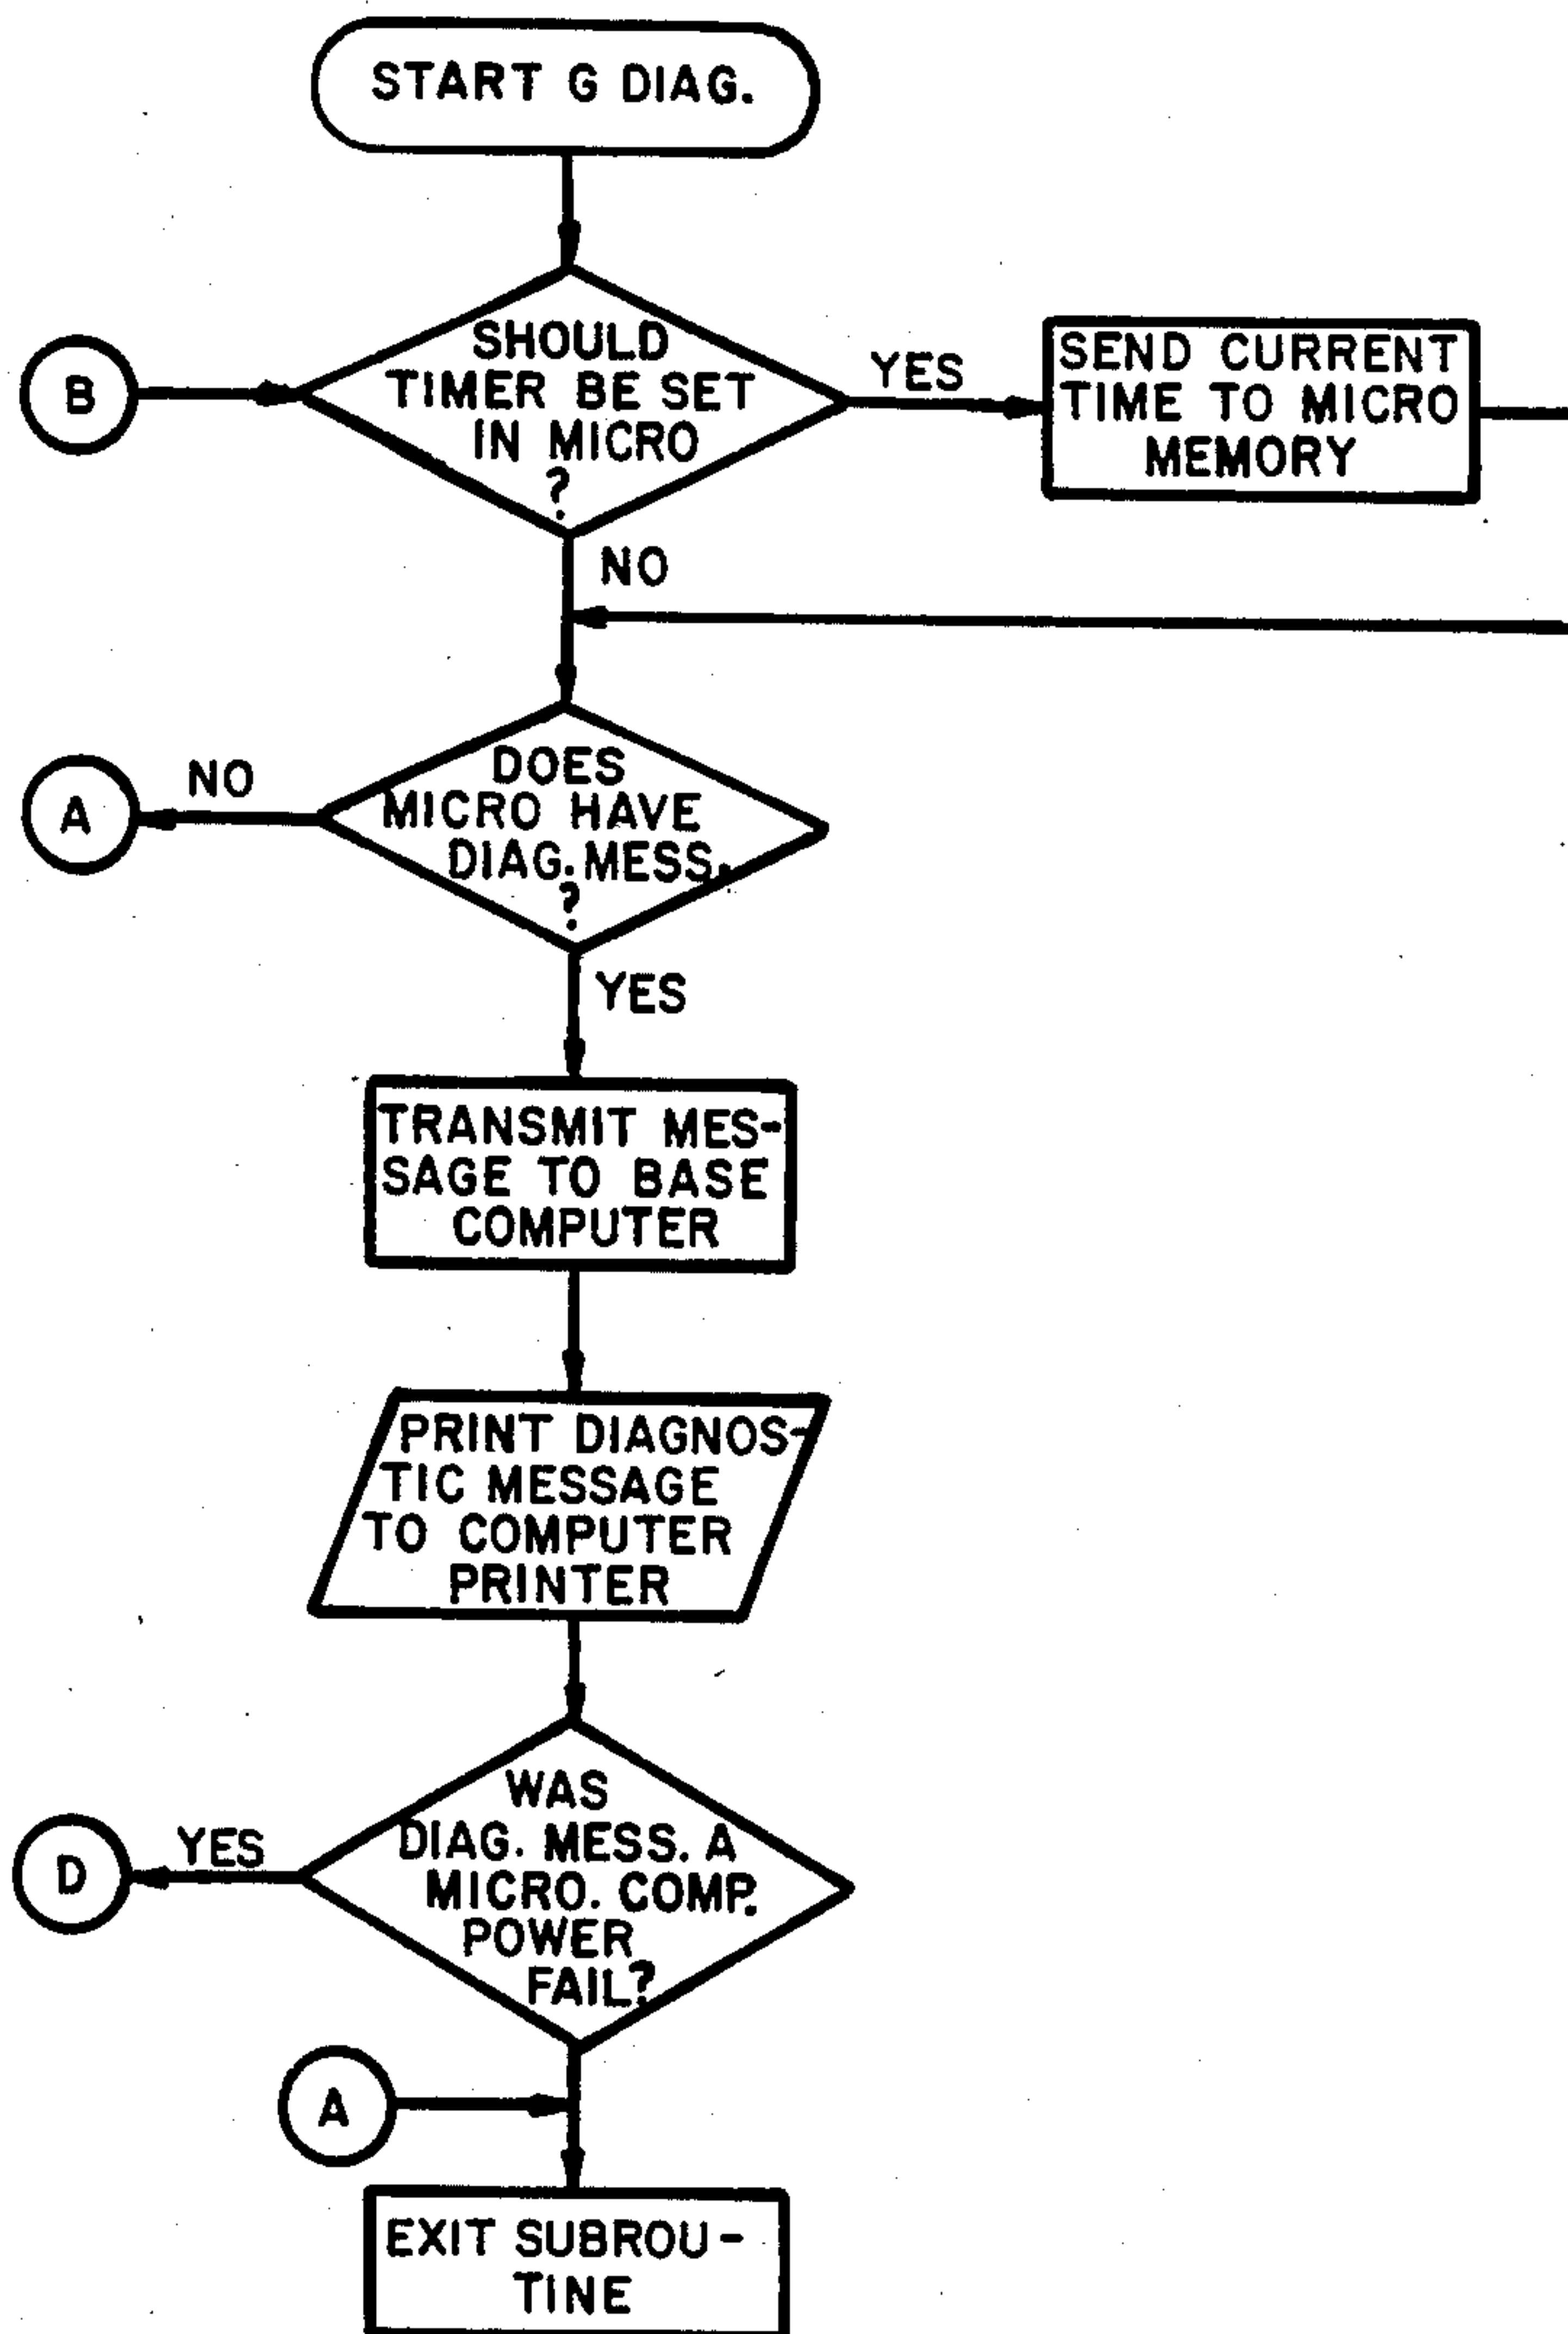 START G DIAG.
SHOULD
TIMER BE SET
IN MICRO
?
B
YES
SEND CURRENT
TIME TO MICRO
MEMORY
NO
DOES
MICRO HAVE
DIAG. MESS.
?
NO
A
YES
TRANSMIT MES-
SAGE TO BASE
COMPUTER
PRINT DIAGNOS-
TIC MESSAGE
TO COMPUTER
PRINTER
WAS
DIAG. MESS. A
MICRO. COMP.
POWER
FAIL?
YES
D
A
EXIT SUBROU-
TINE